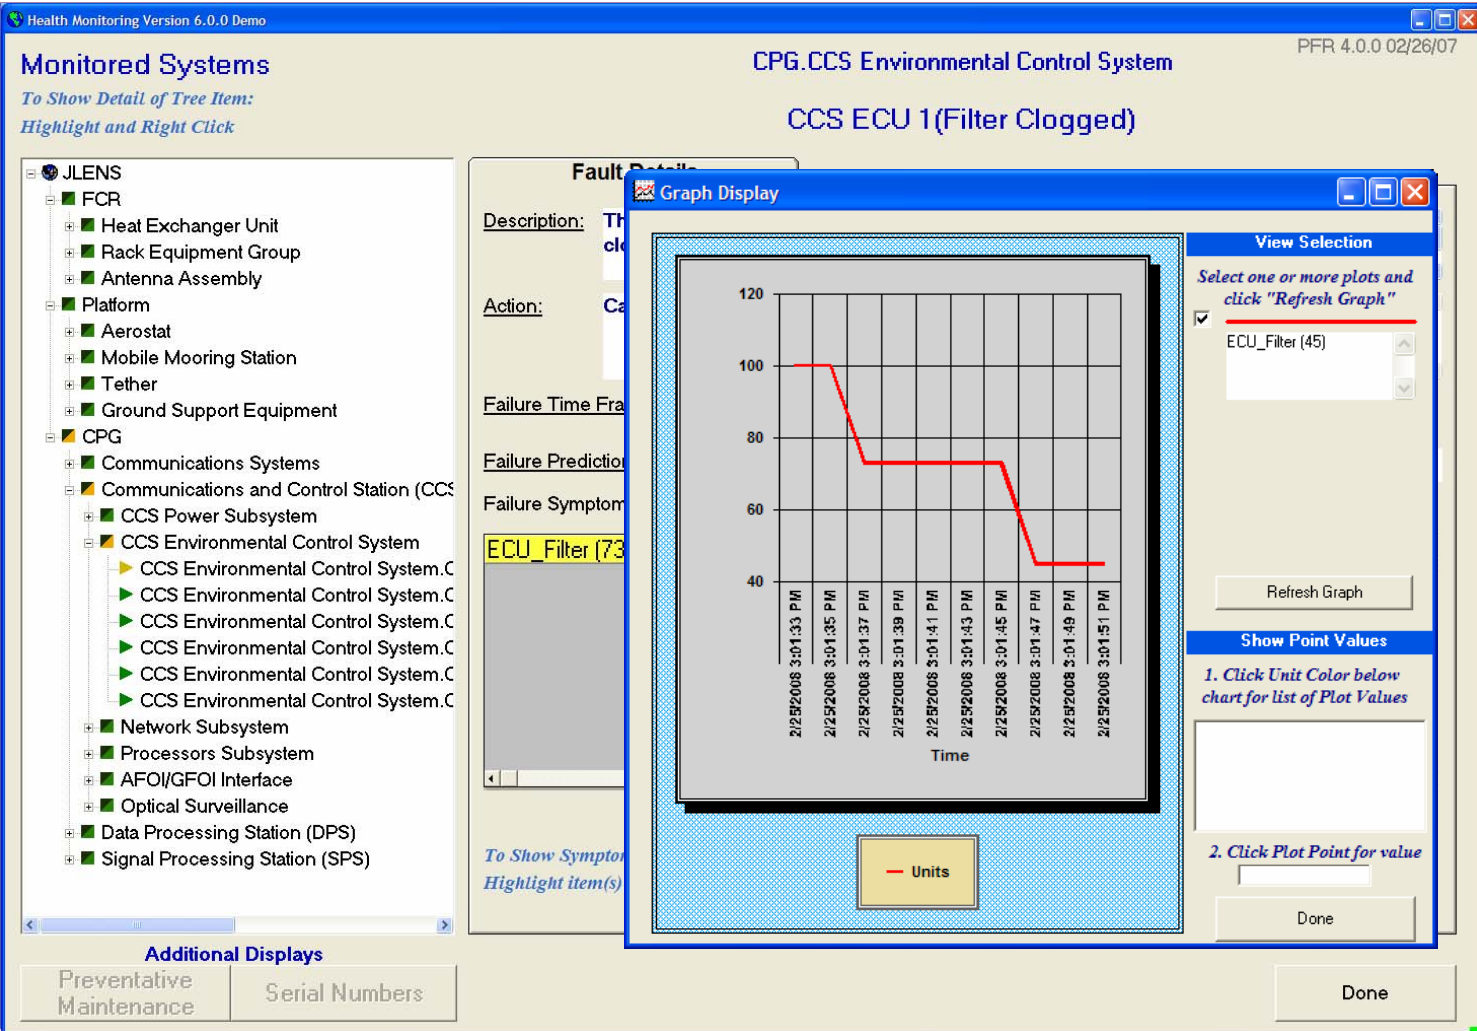 Health Monitoring Version 6.0.0 Demo
PFR 4.0.0 02/26/07
Monitored Systems
To Show Detail of Tree Item:
Highlight and Right Click
CPG.CCS Environmental Control System
CCS ECU 1(Filter Clogged)
JLENS
FCR
Heat Exchanger Unit
Rack Equipment Group
Antenna Assembly
Platform
Aerostat
Mobile Mooring Station
Tether
Ground Support Equipment
CPG
Communications Systems
Communications and Control Station (CCS
CCS Power Subsystem
CCS Environmental Control System
CCS Environmental Control System.C
CCS Environmental Control System.C
CCS Environmental Control System.C
CCS Environmental Control System.C
CCS Environmental Control System.C
CCS Environmental Control System.C
Network Subsystem
Processors Subsystem
AFOI/GFOI Interface
Optical Surveillance
Data Processing Station (DPS)
Signal Processing Station (SPS)
Additional Displays
Preventative
Maintenance
Serial Numbers
Fault Details
Description:
Th
clo
Action:
Ca
Failure Time Fra
Failure Prediction
Failure Symptom
ECU_Filter (73
To Show Sympto
Highlight item(s)
Graph Display
120
100
80
60
40
2/25/2008 3:01:33 PM
2/25/2008 3:01:35 PM
2/25/2008 3:01:37 PM
2/25/2008 3:01:39 PM
2/25/2008 3:01:41 PM
2/25/2008 3:01:43 PM
2/25/2008 3:01:45 PM
2/25/2008 3:01:47 PM
2/25/2008 3:01:49 PM
2/25/2008 3:01:51 PM
Time
Units
View Selection
Select one or more plots and
click "Refresh Graph"
ECU_Filter (45)
Refresh Graph
Show Point Values
1. Click Unit Color below
chart for list of Plot Values
2. Click Plot Point for value
Done
Done